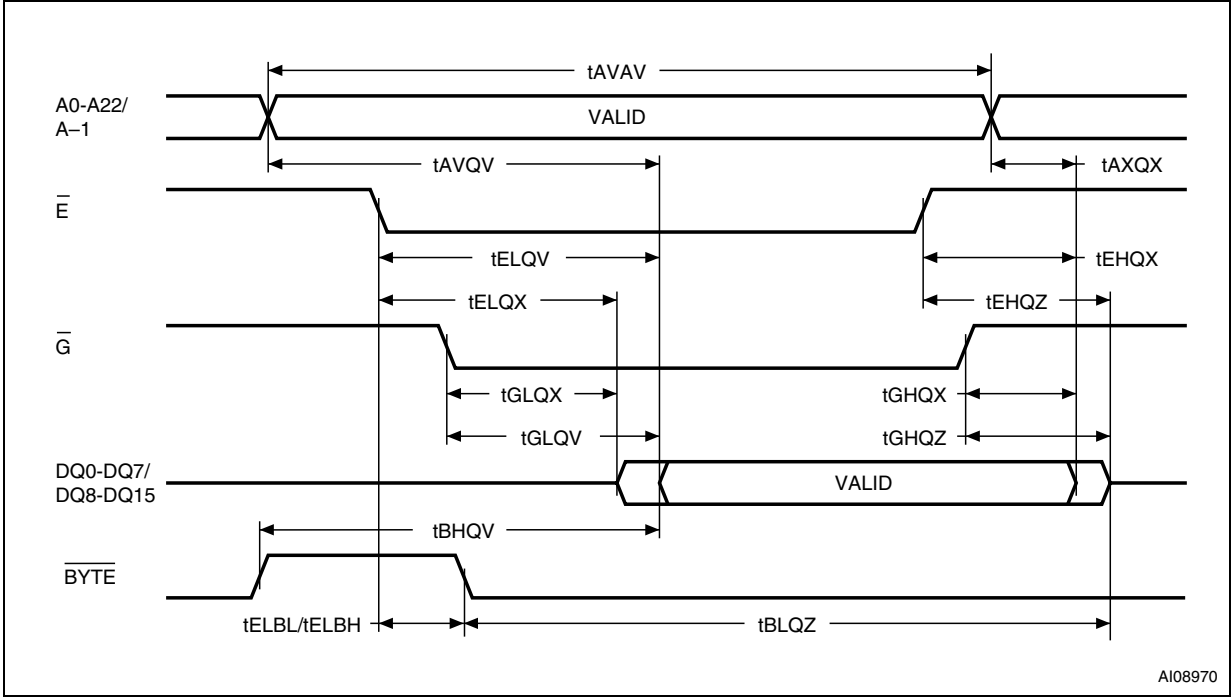 tAVAV
A0-A22/
A–1
VALID
tAVQV
tAXQX
E
tELQV
tEHQX
tELQX
tEHQZ
G
tGLQX
tGHQX
tGLQV
tGHQZ
DQ0-DQ7/
DQ8-DQ15
VALID
tBHQV
BYTE
tELBL/tELBH
tBLQZ
AI08970